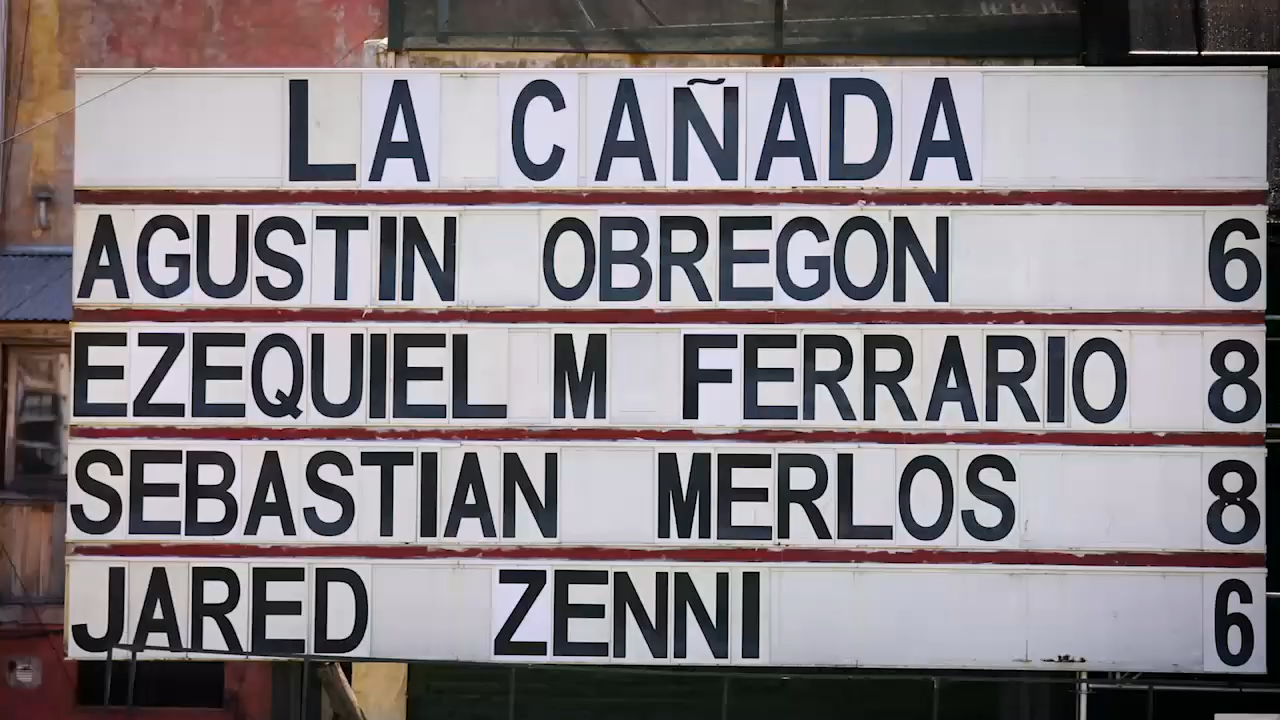 LA CAÑADA
AGUSTIN OBREGON 6
EZEQUIEL M FERRARIO 8
SEBASTIAN MERLOS 8
JARED ZENNI 6